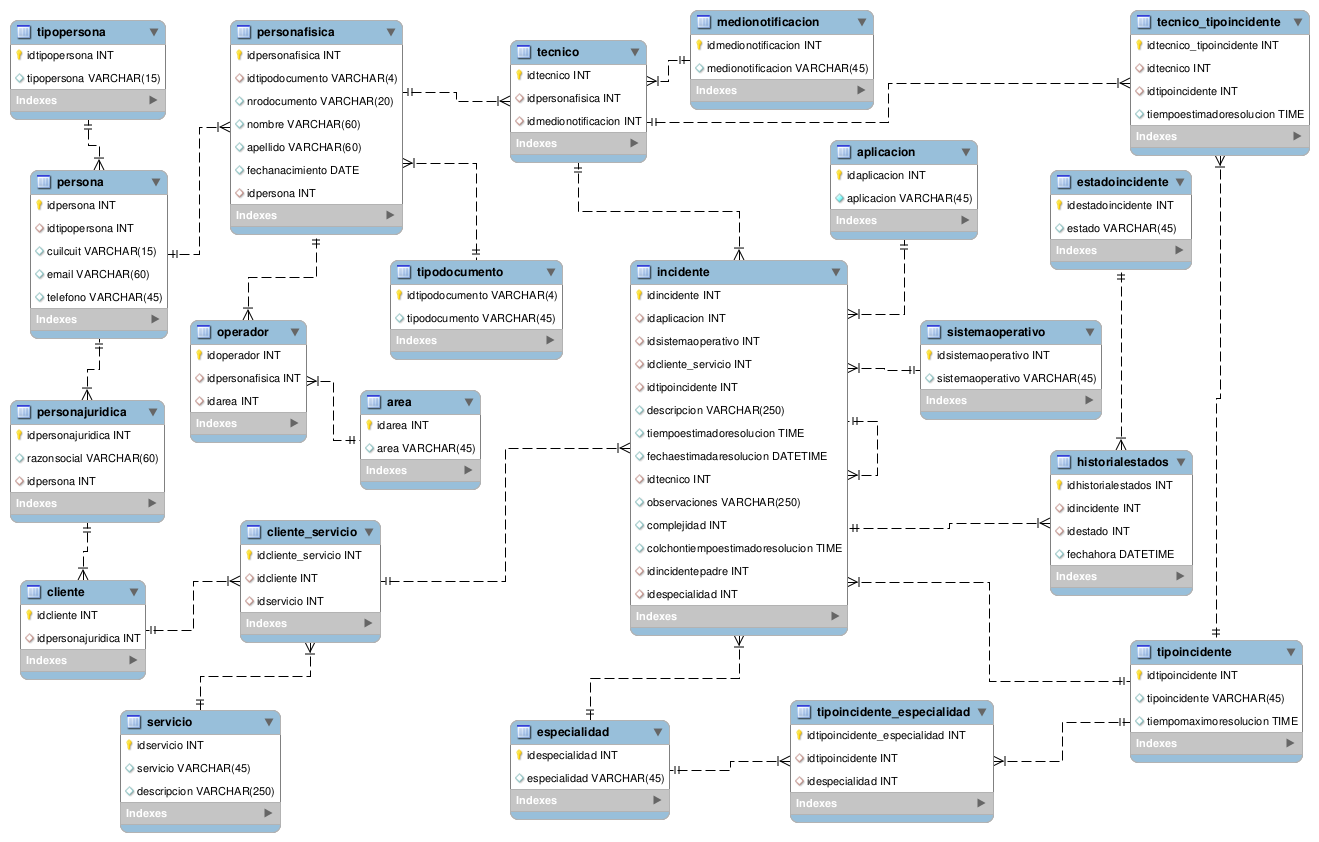 tipopersona
idtipopersona INT
tipopersona VARCHAR(15)
Indexes
personafisica
idpersonafisica INT
idtipodocumento VARCHAR(4)
nrodocumento VARCHAR(20)
nombre VARCHAR(60)
apellido VARCHAR(60)
fechanacimiento DATE
idpersona INT
Indexes
tecnico
idtecnico INT
idpersonafisica INT
idmedionotificacion INT
Indexes
medionotificacion
idmedionotificacion INT
medionotificacion VARCHAR(45)
Indexes
tecnico_tipoincidente
idtecnico_tipoincidente INT
idtecnico INT
idtipoincidente INT
tiempoestimadoresolucion TIME
Indexes
persona
idpersona INT
idtipopersona INT
cuilcuit VARCHAR(15)
email VARCHAR(60)
telefono VARCHAR(45)
Indexes
aplicacion
idaplicacion INT
aplicacion VARCHAR(45)
Indexes
estadoincidente
idestadoincidente INT
estado VARCHAR(45)
Indexes
tipodocumento
idtipodocumento VARCHAR(4)
tipodocumento VARCHAR(45)
Indexes
incidente
idincidente INT
idaplicacion INT
idsistemaoperativo INT
idcliente_servicio INT
idtipoincidente INT
descripcion VARCHAR(250)
tiempoestimadoresolucion TIME
fechaestimadaresolucion DATETIME
idtecnico INT
observaciones VARCHAR(250)
complejidad INT
colchontiempoestimadoresolucion TIME
idincidentepadre INT
idespecialidad INT
Indexes
operador
idoperador INT
idpersonafisica INT
idarea INT
Indexes
sistemaoperativo
idsistemaoperativo INT
sistemaoperativo VARCHAR(45)
Indexes
area
idarea INT
area VARCHAR(45)
Indexes
personajuridica
idpersonajuridica INT
razonsocial VARCHAR(60)
idpersona INT
Indexes
historialestados
idhistorialestados INT
idincidente INT
idestado INT
fechahora DATETIME
Indexes
cliente_servicio
idcliente_servicio INT
idcliente INT
idservicio INT
Indexes
cliente
idcliente INT
idpersonajuridica INT
Indexes
tipoincidente
idtipoincidente INT
tipoincidente VARCHAR(45)
tiempomaximoresolucion TIME
Indexes
servicio
idservicio INT
servicio VARCHAR(45)
descripcion VARCHAR(250)
Indexes
especialidad
idespecialidad INT
especialidad VARCHAR(45)
Indexes
tipoincidente_especialidad
idtipoincidente_especialidad INT
idtipoincidente INT
idespecialidad INT
Indexes